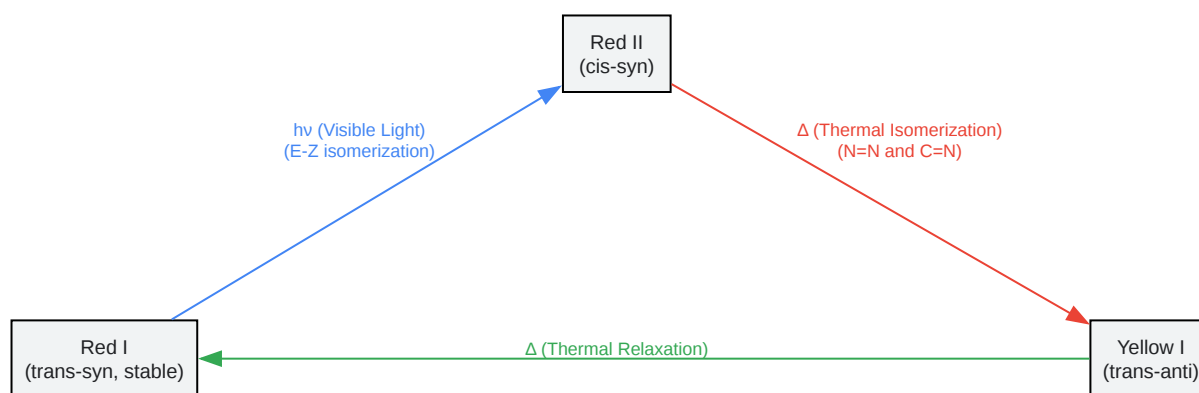 Red II
(cis-syn)
hν (Visible Light)
(E-Z isomerization)
Δ (Thermal Isomerization)
(N=N and C=N)
Red I
(trans-syn, stable)
Δ (Thermal Relaxation)
Yellow I
(trans-anti)